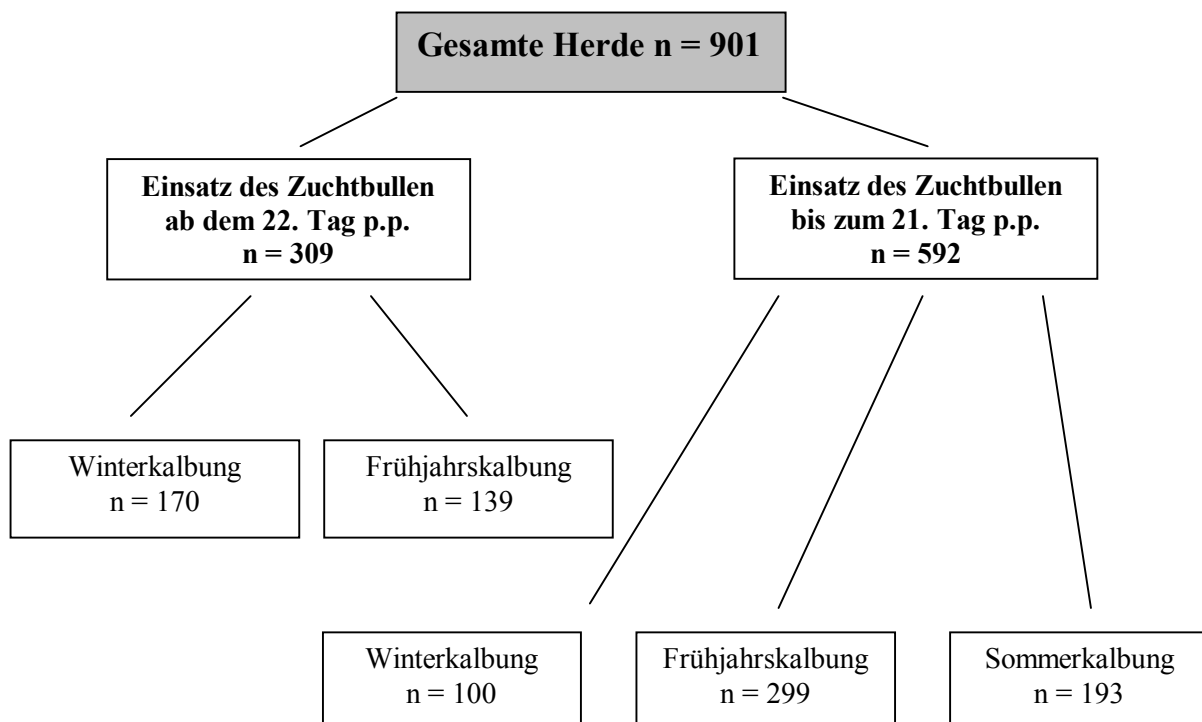 Gesamte Herde n = 901
Einsatz des Zuchtbullen
ab dem 22. Tag p.p.
n = 309
Einsatz des Zuchtbullen
bis zum 21. Tag p.p.
n = 592
Winterkalbung
n = 170
Frühjahrskalbung
n = 139
Winterkalbung
n = 100
Frühjahrskalbung
n = 299
Sommerkalbung
n = 193